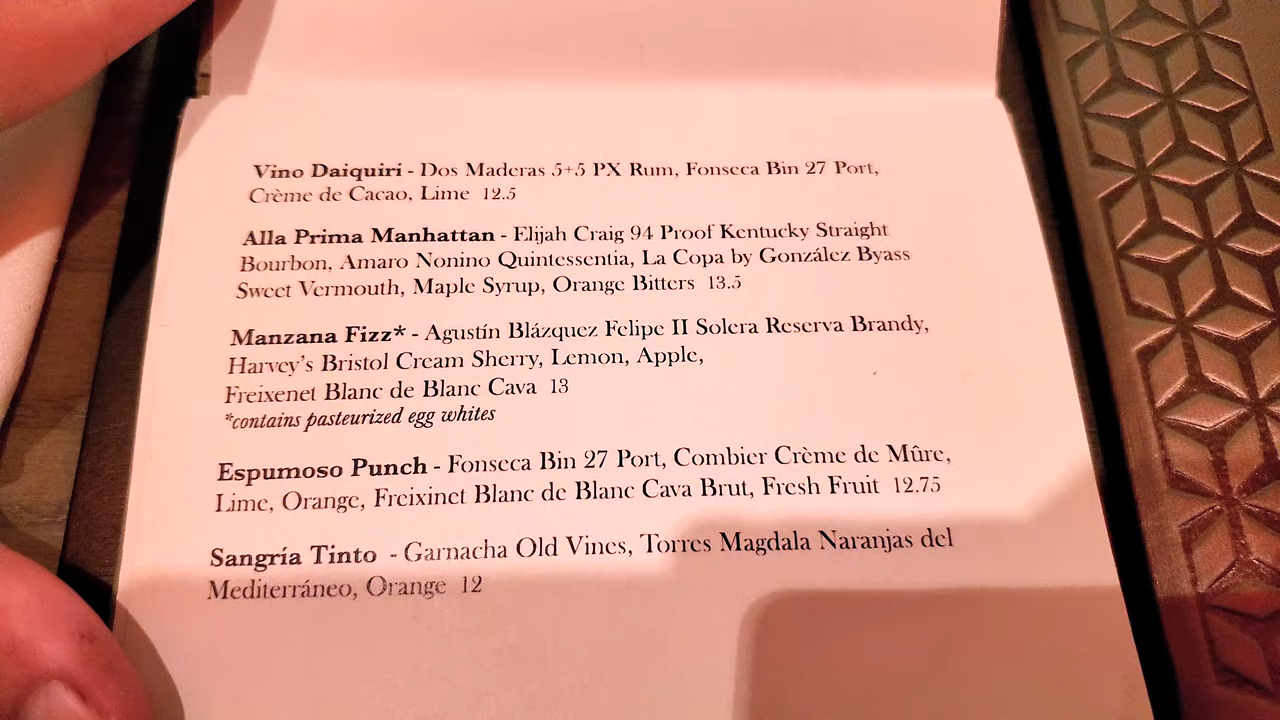 Vino Daiquiri - Dos Maderas 5+5 PX Rum, Fonseca Bin 27 Port,
Crème de Cacao, Lime 12.5
Alla Prima Manhattan - Elijah Craig 94 Proof Kentucky Straight
Bourbon, Amaro Nonino Quintessentia, La Copa by González Byass
Sweet Vermouth, Maple Syrup, Orange Bitters 13.5
Manzana Fizz* - Agustín Blázquez Felipe II Solera Reserva Brandy,
Harvey's Bristol Cream Sherry, Lemon, Apple,
Freixenet Blanc de Blanc Cava 13
*contains pasteurized egg whites
Espumoso Punch - Fonseca Bin 27 Port, Combier Crème de Mûre,
Lime, Orange, Freixinet Blanc de Blanc Cava Brut, Fresh Fruit 12.75
Sangría Tinto - Garnacha Old Vines, Torres Magdala Naranjas del
Mediterráneo, Orange 12